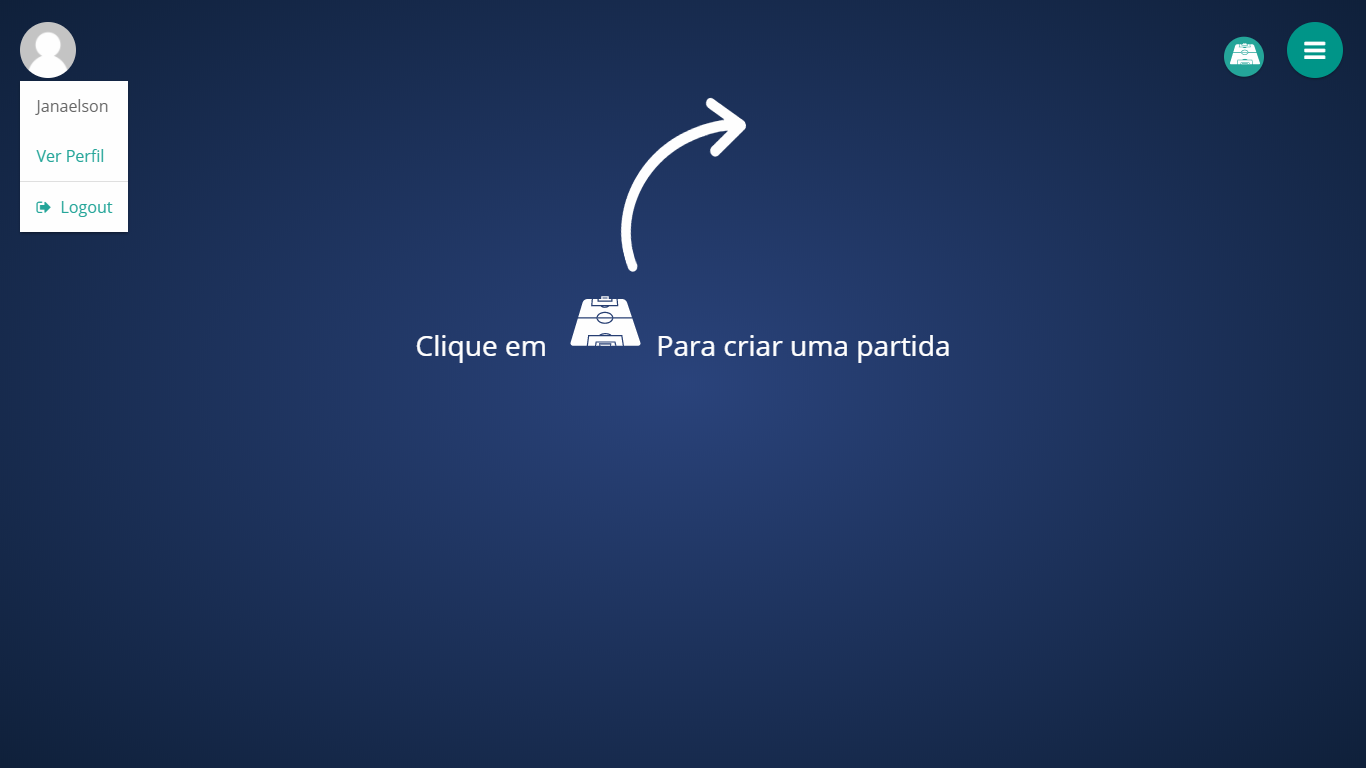 Janaelson
Ver Perfil
Logout
Clique em Para criar uma partida